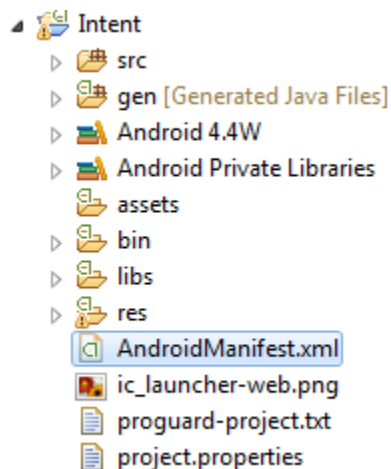 Intent
src
gen [Generated Java Files]
Android 4.4W
Android Private Libraries
assets
bin
libs
res
AndroidManifest.xml
ic_launcher-web.png
proguard-project.txt
project.properties